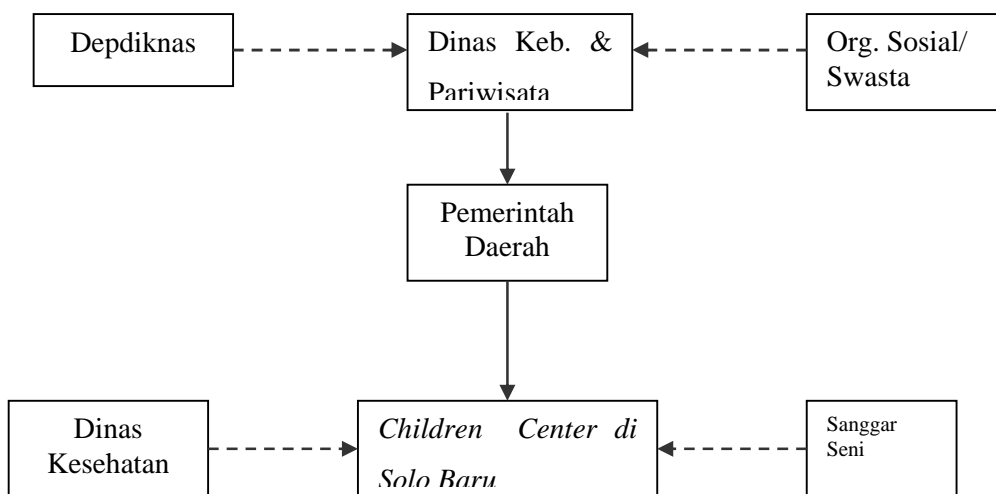 Depdiknas
Dinas Keb. &
Pariwisata
Org. Sosial/
Swasta
Pemerintah
Daerah
Dinas
Kesehatan
Children Center di
Solo Baru
Sanggar
Seni